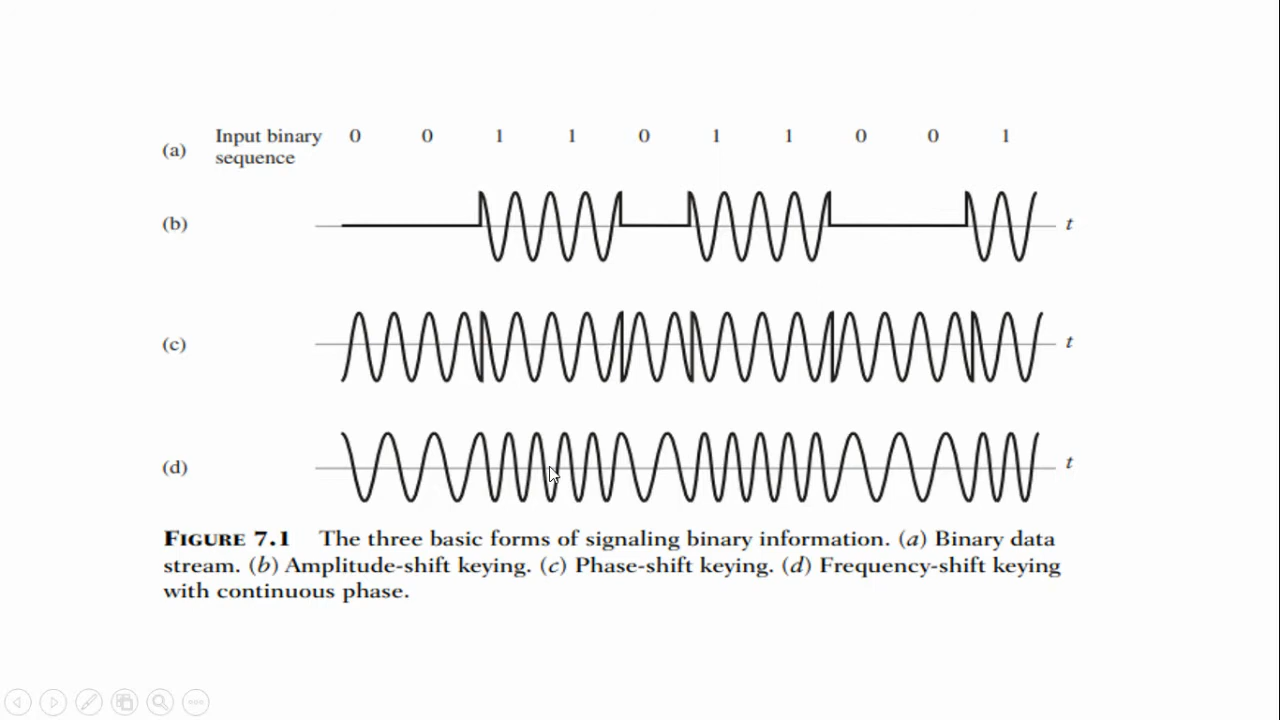 (a) Input binary sequence 0 0 1 1 0 1 1 0 0 1
(b) t
(c) t
(d) t
FIGURE 7.1 The three basic forms of signaling binary information. (a) Binary data
stream. (b) Amplitude-shift keying. (c) Phase-shift keying. (d) Frequency-shift keying
with continuous phase.